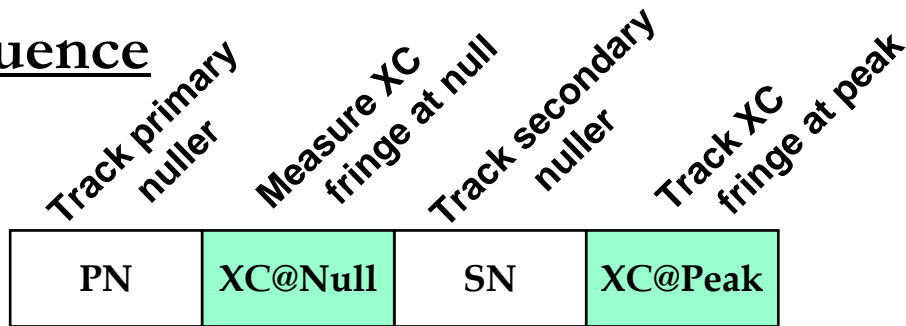 uence
Track primary
nuller
Measure XC
fringe at null
Track secondary
nuller
Track XC
fringe at peak
PN XC@Null SN XC@Peak